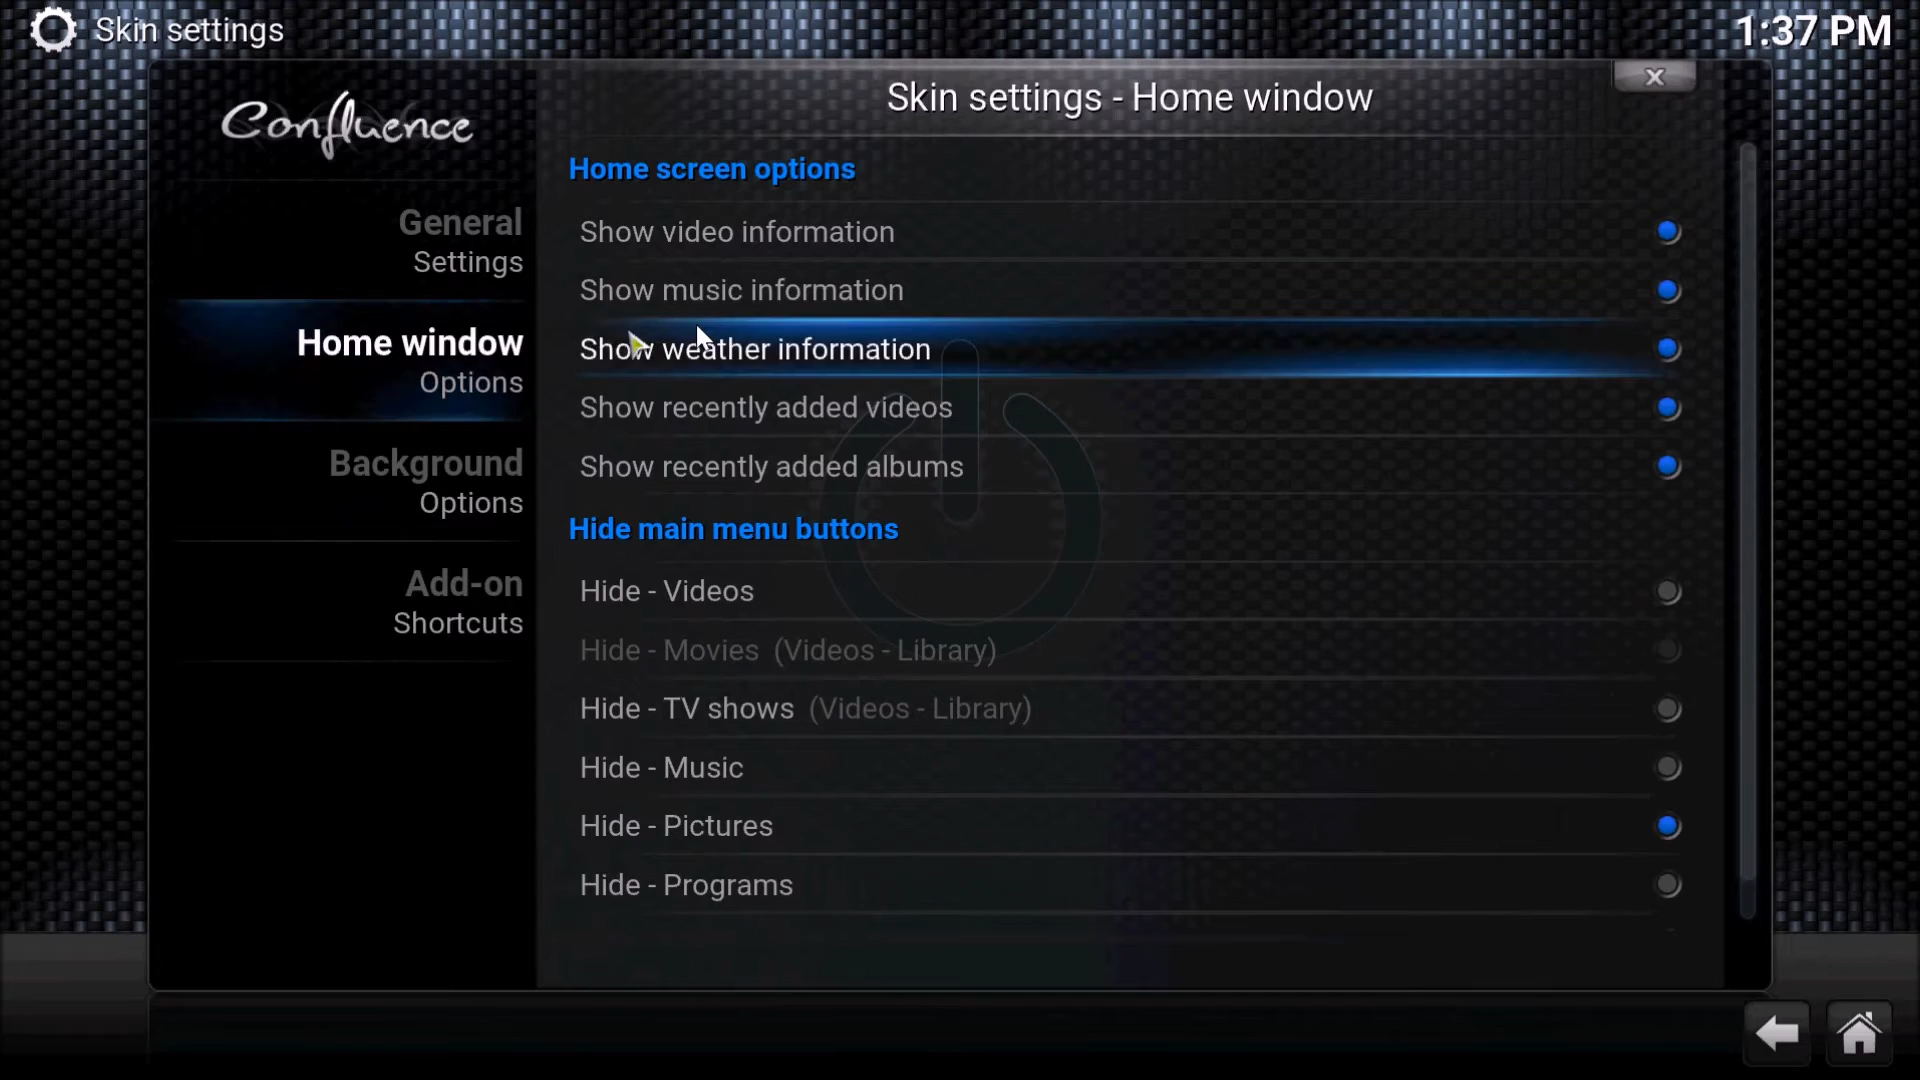 Skin settings
1:37 PM
Confluence
Skin settings - Home window
x
General
Settings
Home window
Options
Background
Options
Add-on
Shortcuts
Home screen options
Show video information
Show music information
Show weather information
Show recently added videos
Show recently added albums
Hide main menu buttons
Hide - Videos
Hide - Movies (Videos - Library)
Hide - TV shows (Videos - Library)
Hide - Music
Hide - Pictures
Hide - Programs